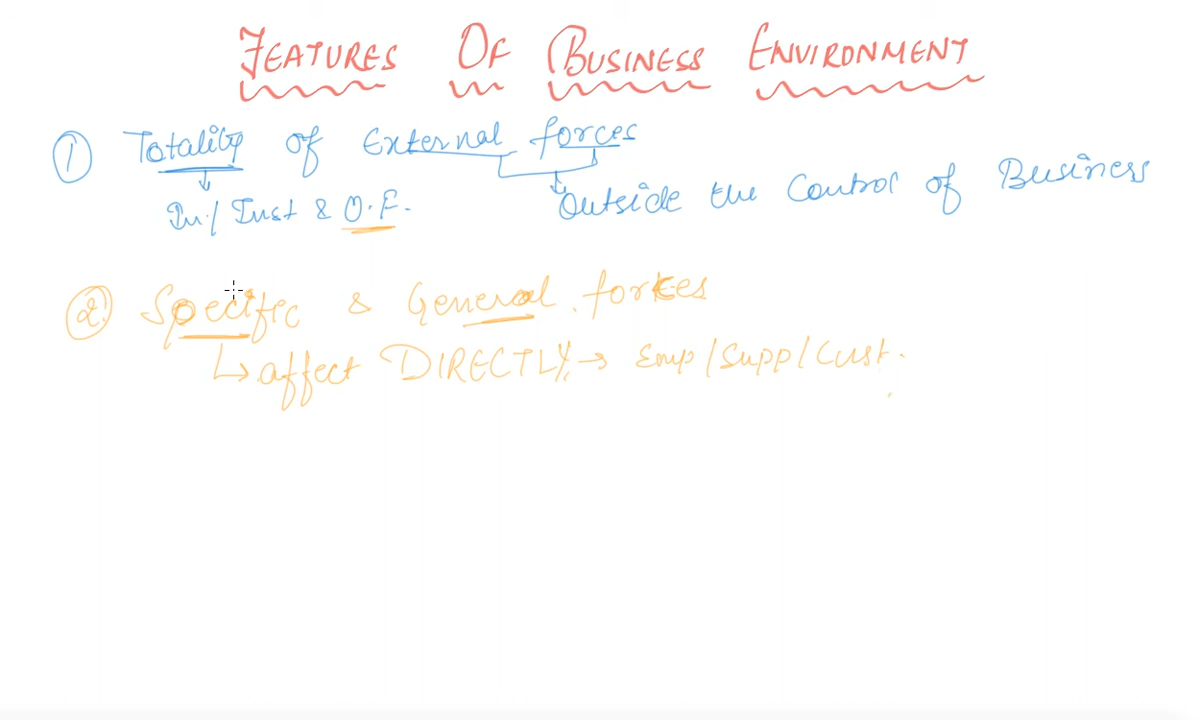 FEATURES OF BUSINESS ENVIRONMENT
① Totality of External forces
In./ Inst & O.F.
Outside the Control of Business
② Specific & General forces
↳ affect DIRECTLY → Emp/Supp/Cust.